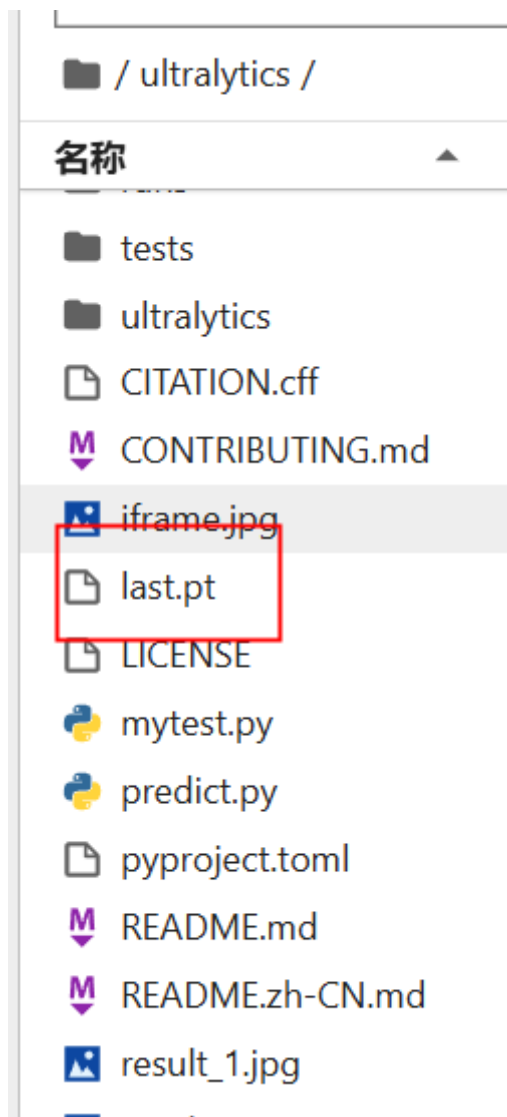 / ultralytics /
名称
tests
ultralytics
CITATION.cff
CONTRIBUTING.md
iframe.jpg
last.pt
LICENSE
mytest.py
predict.py
pyproject.toml
README.md
README.zh-CN.md
result_1.jpg